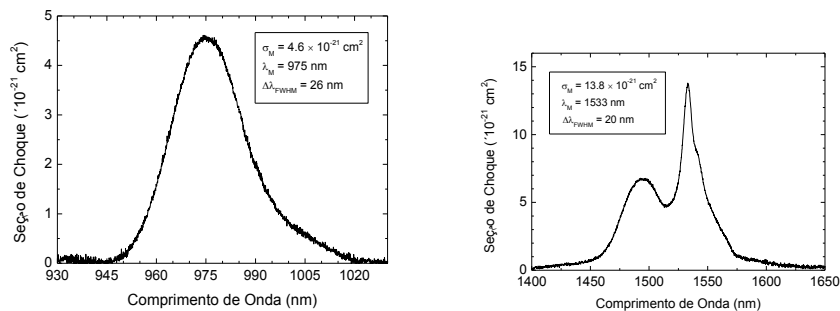 5
4
3
2
1
0
930 945 960 975 990 1005 1020
Seç̧-o de Choque (´10⁻²¹ cm²)
Comprimento de Onda (nm)
σM = 4.6 × 10⁻²¹ cm²
λM = 975 nm
ΔλFWHM = 26 nm
15
10
5
0
1400 1450 1500 1550 1600 1650
Seç̧-o de Choque (´10⁻²¹ cm²)
Comprimento de Onda (nm)
σM = 13.8 × 10⁻²¹ cm²
λM = 1533 nm
ΔλFWHM = 20 nm